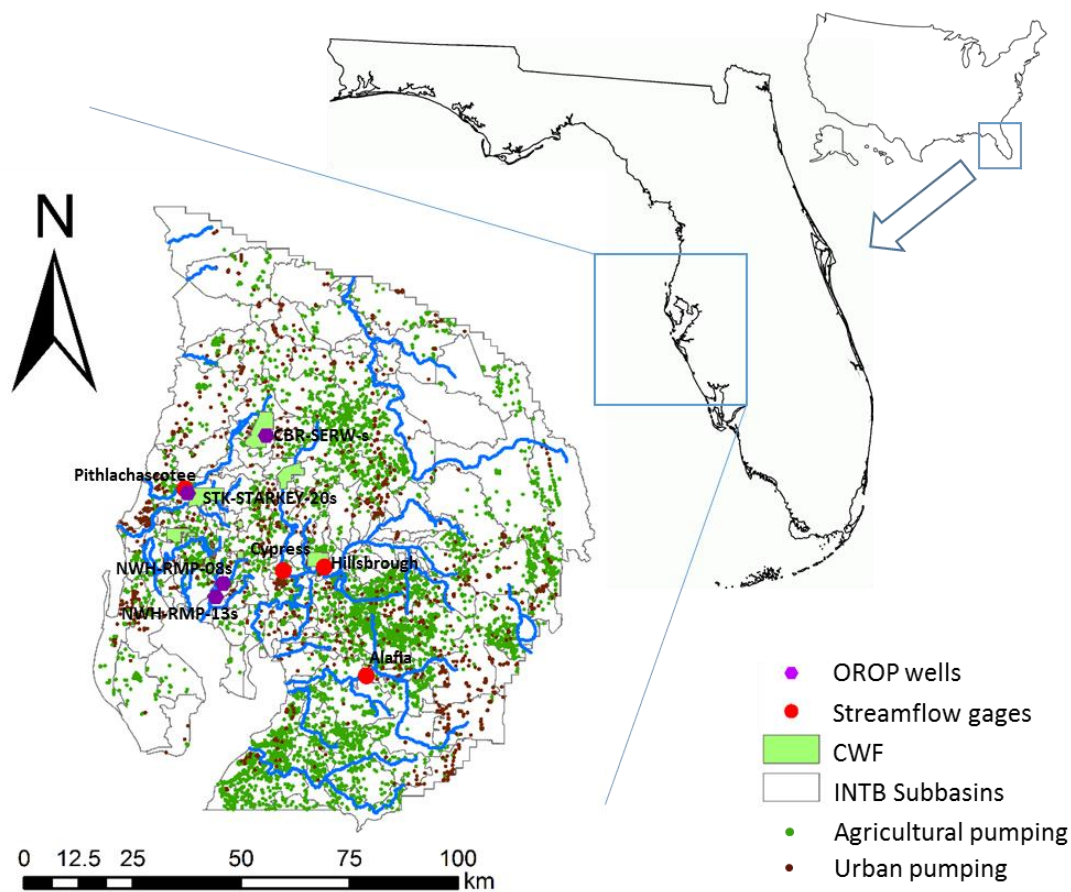 N
CBR-SERW-s
Pithlachascotee
STK-STARKEY-20s
Cypress
Hillsbrough
NWH-RMP-08s
NWH-RMP-13s
Alafia
OROP wells
Streamflow gages
CWF
INTB Subbasins
Agricultural pumping
Urban pumping
0 12.5 25 50 75 100
km